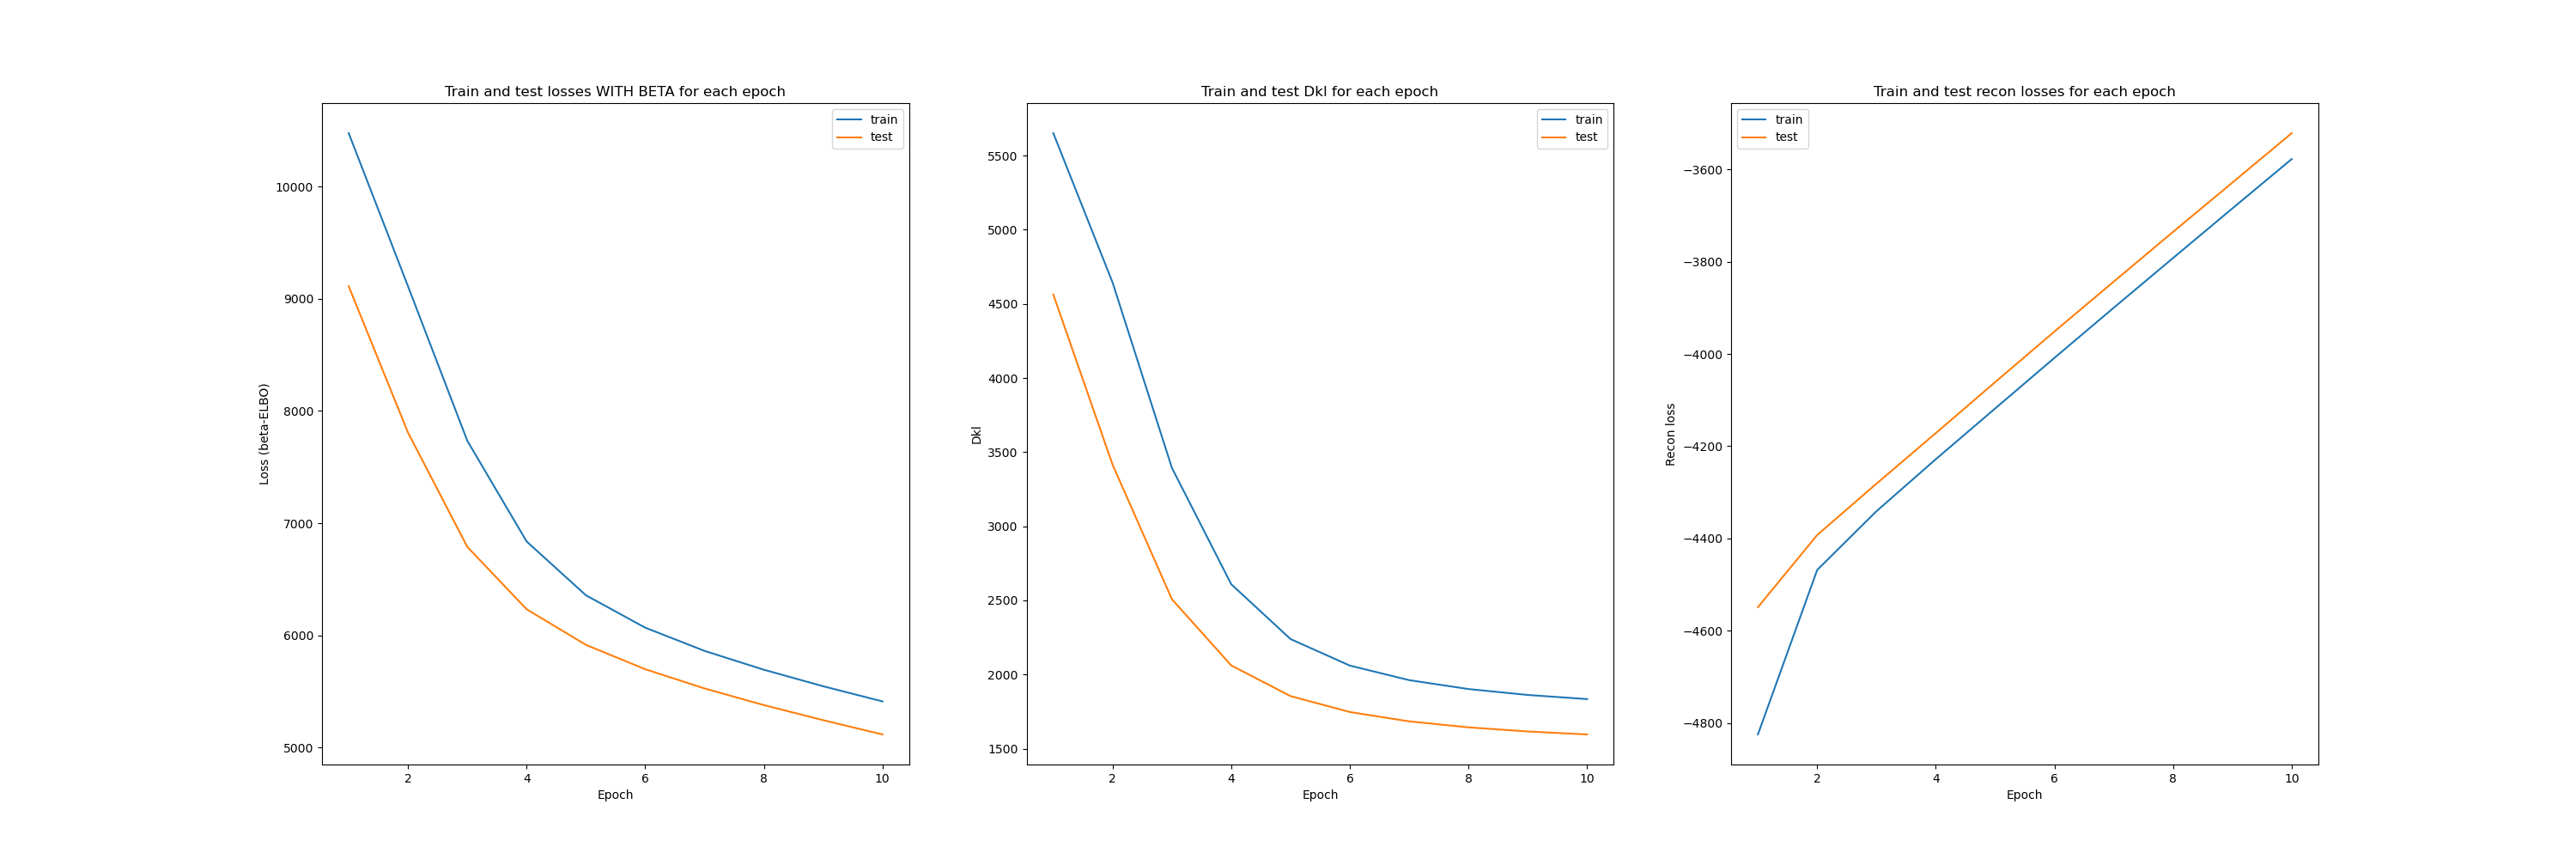 Train and test losses WITH BETA for each epoch
train
test
10000
9000
8000
7000
6000
5000
Loss (beta-ELBO)
2 4 6 8 10
Epoch
Train and test Dkl for each epoch
train
test
5500
5000
4500
4000
3500
3000
2500
2000
1500
Dkl
2 4 6 8 10
Epoch
Train and test recon losses for each epoch
train
test
−3600
−3800
−4000
−4200
−4400
−4600
−4800
Recon loss
2 4 6 8 10
Epoch